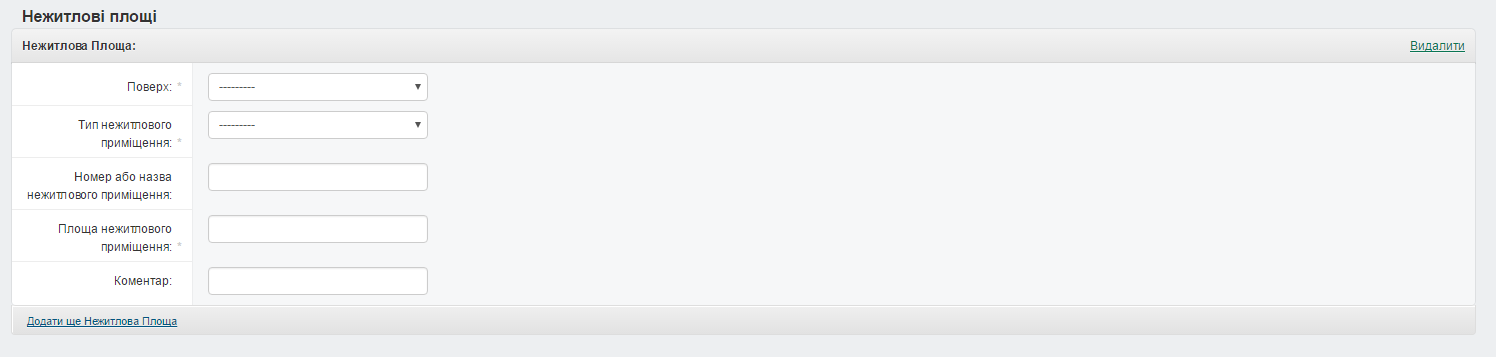 Нежитлові площі
Нежитлова Площа:
Видалити
Поверх: *
---------
Тип нежитлового
приміщення: *
---------
Номер або назва
нежитлового приміщення:
Площа нежитлового
приміщення: *
Коментар:
Додати ще Нежитлова Площа